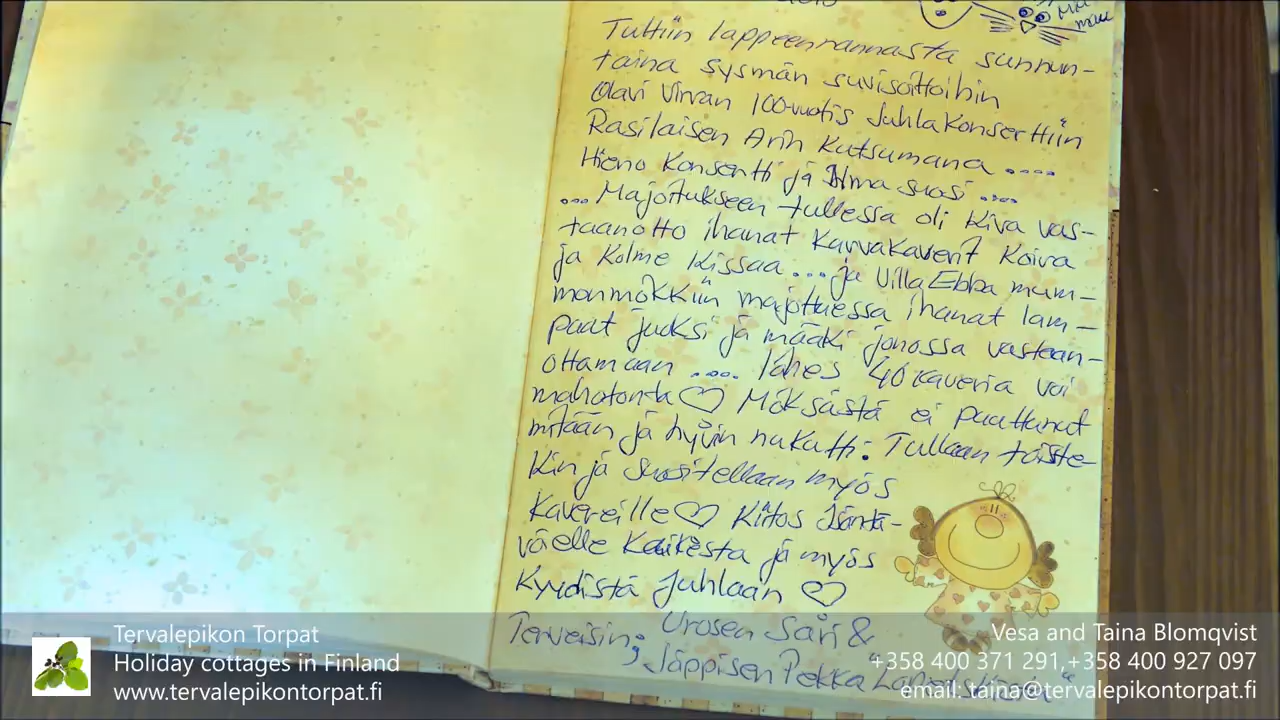 Tultiin Lappeenrannasta sunnun-
taina Sysmän suvisoittoihin
Olavi Virran 100-vuotis JuhlaKonserttiin
Rasilaisen Arin Kutsumana ....
Hieno Konsertti ja Ilma suosi ....
... Majoitukseen tullessa oli Kiva vas-
taanotto ihanat Karvakaverit Koira
ja Kolme Kissaa ... ja Villa Ebba mum-
monmökkiin majottuessa ihanat lam-
paat juoksi ja määki jonossa vastaan-
ottamaan .... lähes 40 kaveria voi
mahotonta ♡ Möksästä ei puuttunut
mitään ja hyvin nukutti: Tullaan toiste-
kin ja suositellaan myös
Kavereille ♡ Kiitos Isäntä-
väelle Kaikesta ja myös
Kyydistä Juhlaan ♡
Terveisin; Urosen Sari &
Jäppisen Pekka
Tervalepikon Torpat
Holiday cottages in Finland
www.tervalepikontorpat.fi
Vesa and Taina Blomqvist
+358 400 371 291,+358 400 927 097
email: taina@tervalepikontorpat.fi